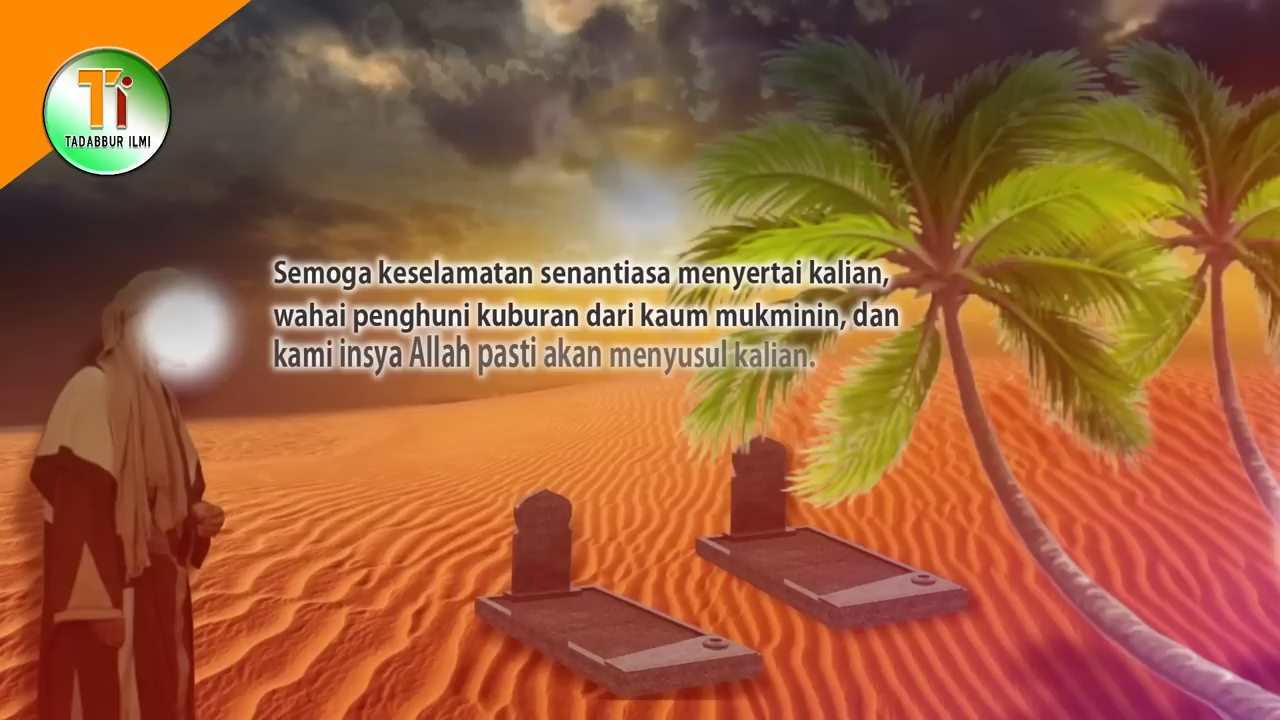 TADABBUR ILMI
Semoga keselamatan senantiasa menyertai kalian,
wahai penghuni kuburan dari kaum mukminin, dan
kami insya Allah pasti akan menyusul kalian.